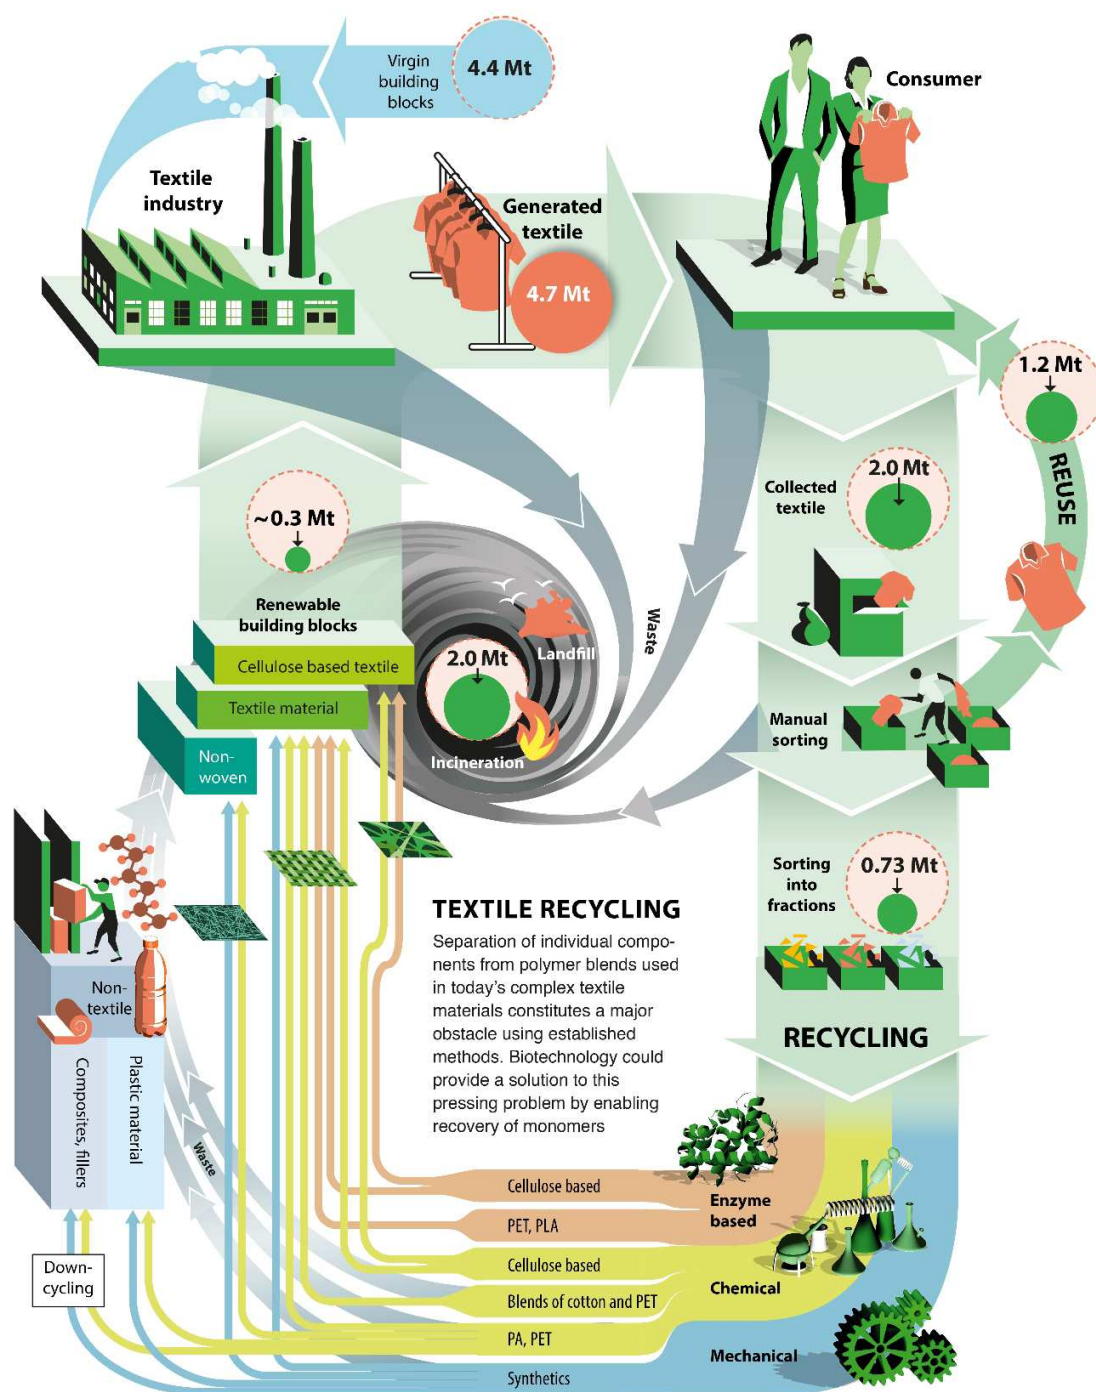 Virgin
building
blocks
4.4 Mt
Consumer
Textile
industry
Generated
textile
4.7 Mt
1.2 Mt
REUSE
Collected
textile
2.0 Mt
~0.3 Mt
Renewable
building blocks
Cellulose based textile
Textile material
Non-
woven
2.0 Mt
Landfill
Incineration
Waste
Manual
sorting
Sorting
into
fractions
0.73 Mt
RECYCLING
TEXTILE RECYCLING
Separation of individual compo-
nents from polymer blends used
in today's complex textile
materials constitutes a major
obstacle using established
methods. Biotechnology could
provide a solution to this
pressing problem by enabling
recovery of monomers
Non-
textile
Composites, fillers
Plastic material
Waste
Down-
cycling
Cellulose based
PET, PLA
Enzyme
based
Cellulose based
Blends of cotton and PET
PA, PET
Chemical
Synthetics
Mechanical